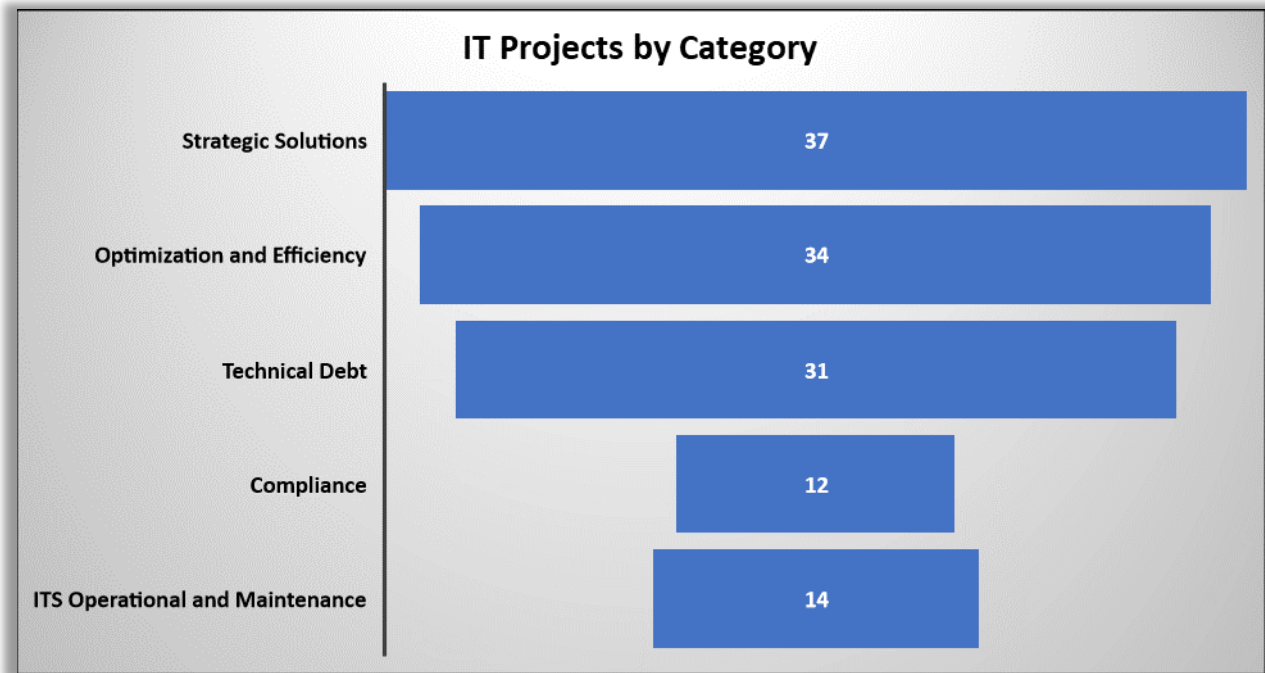 IT Projects by Category
Strategic Solutions 37
Optimization and Efficiency 34
Technical Debt 31
Compliance 12
ITS Operational and Maintenance 14